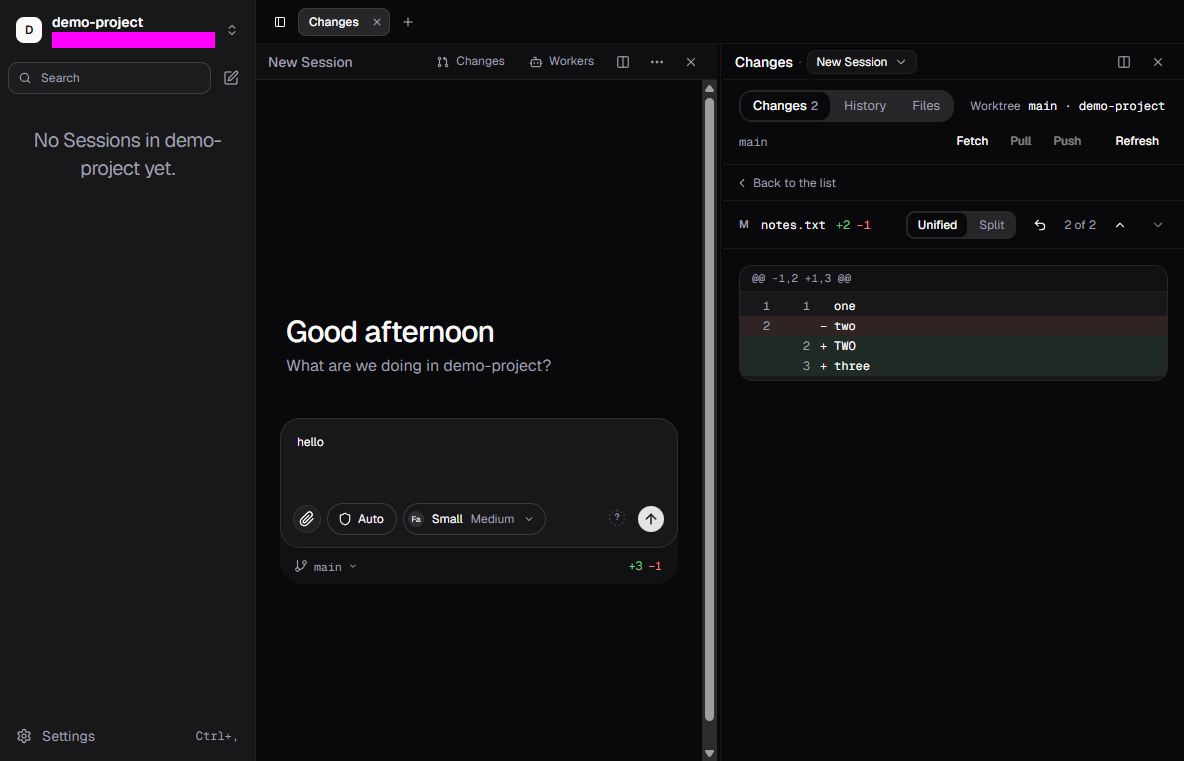 D
demo-project
Search
No Sessions in demo-
project yet.
Settings Ctrl+,
Changes
New Session Changes Workers
Good afternoon
What are we doing in demo-project?
hello
Auto Fa Small Medium ?
main +3 −1
Changes · New Session
Changes 2 History Files Worktree main · demo-project
main Fetch Pull Push Refresh
Back to the list
M notes.txt +2 −1 Unified Split 2 of 2
@@ -1,2 +1,3 @@
1 1 one
2 - two
2 + TWO
3 + three